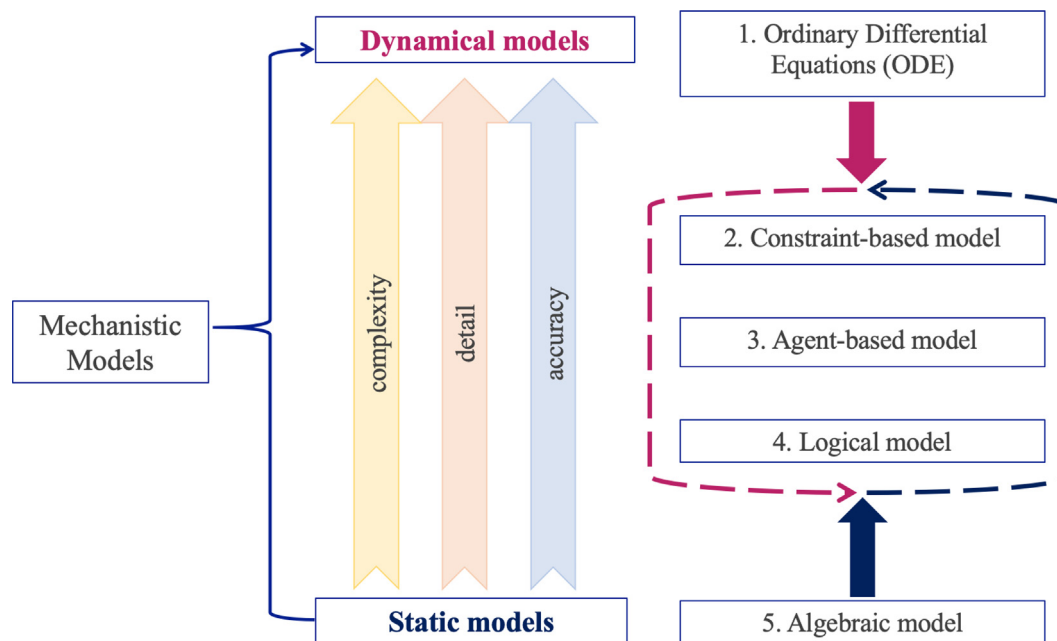 Dynamical models
1. Ordinary Differential
Equations (ODE)
2. Constraint-based model
Mechanistic
Models
complexity
detail
accuracy
3. Agent-based model
4. Logical model
Static models
5. Algebraic model